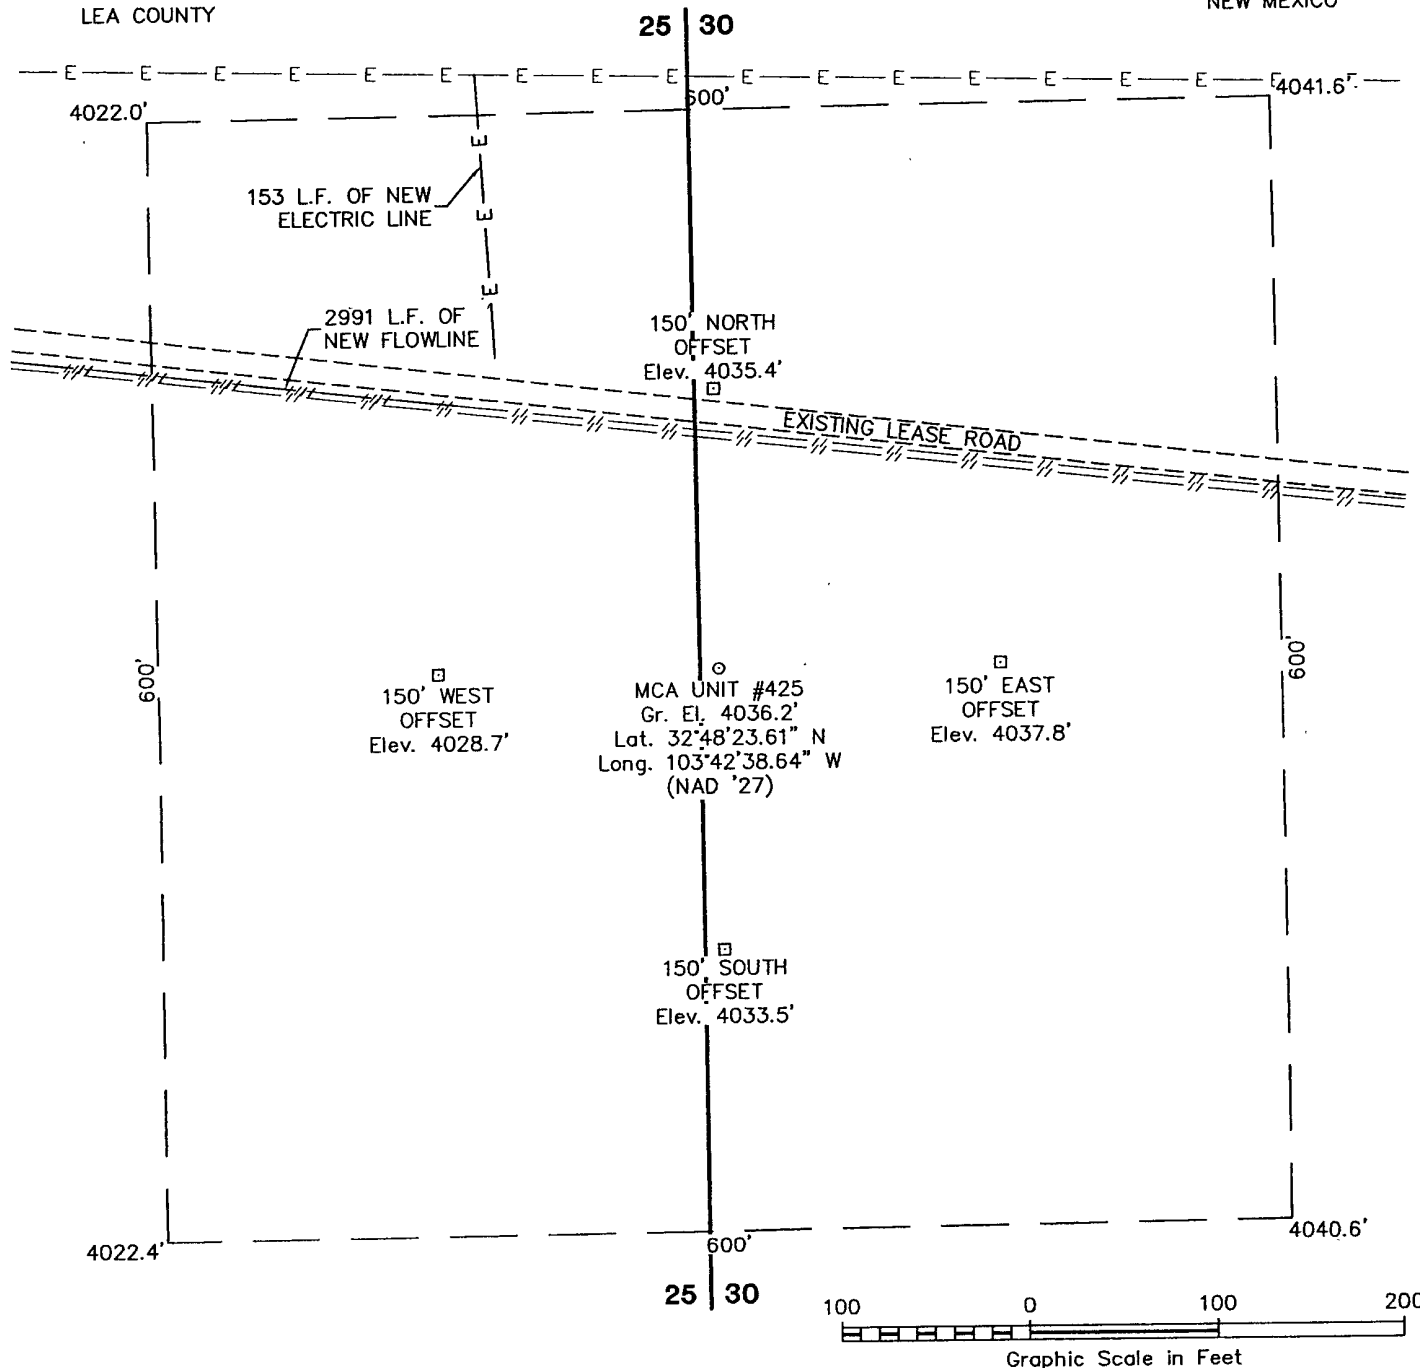 LEA COUNTY
NEW MEXICO
25 30
E E E E E E E E E E E E E E E E E
4022.0'
600'
4041.6'
E
153 L.F. OF NEW
ELECTRIC LINE
E
E
2991 L.F. OF
NEW FLOWLINE
150' NORTH
OFFSET
Elev. 4035.4'
EXISTING LEASE ROAD
600'
600'
150' WEST
OFFSET
Elev. 4028.7'
MCA UNIT #425
Gr. El. 4036.2'
Lat. 32°48'23.61" N
Long. 103°42'38.64" W
(NAD '27)
150' EAST
OFFSET
Elev. 4037.8'
150' SOUTH
OFFSET
Elev. 4033.5'
4022.4'
600'
4040.6'
25 30
100 0 100 200
Graphic Scale in Feet